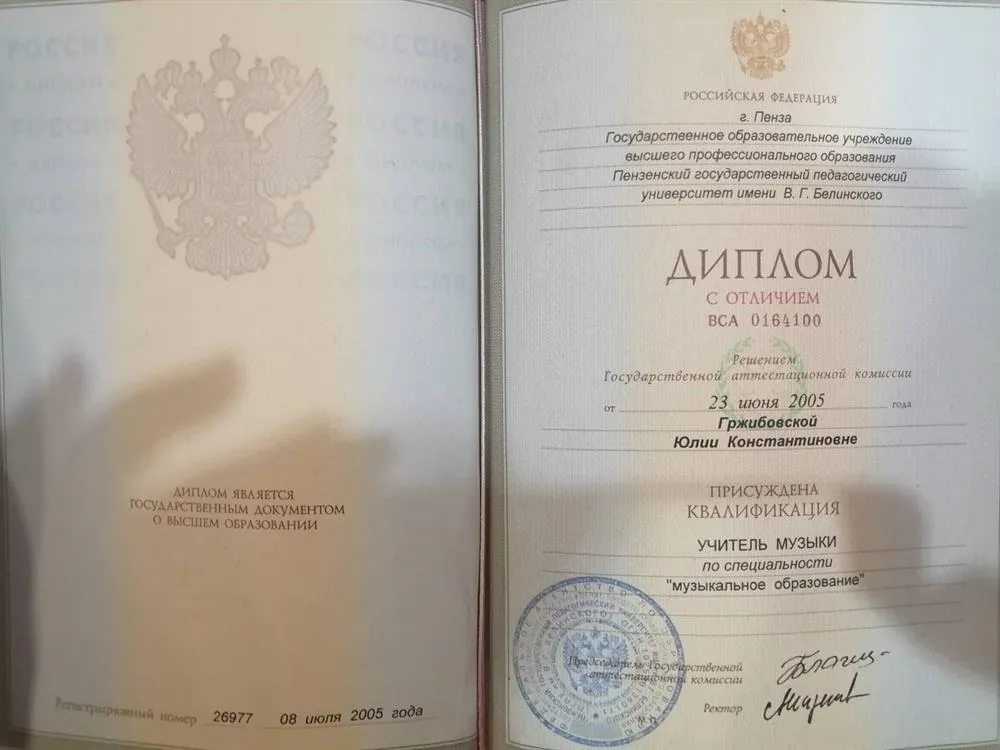 ДИПЛОМ ЯВЛЯЕТСЯ
ГОСУДАРСТВЕННЫМ ДОКУМЕНТОМ
О ВЫСШЕМ ОБРАЗОВАНИИ
Регистрационный номер 26977 08 июля 2005 года
РОССИЙСКАЯ ФЕДЕРАЦИЯ
г. Пенза
Государственное образовательное учреждение
высшего профессионального образования
Пензенский государственный педагогический
университет имени В. Г. Белинского
ДИПЛОМ
С ОТЛИЧИЕМ
ВСА 0164100
Решением
Государственной аттестационной комиссии
от 23 июня 2005 года
Гржибовской
Юлии Константиновне
ПРИСУЖДЕНА
КВАЛИФИКАЦИЯ
УЧИТЕЛЬ МУЗЫКИ
по специальности
"музыкальное образование"
Председатель Государственной
аттестационной комиссии
Ректор
М.П.